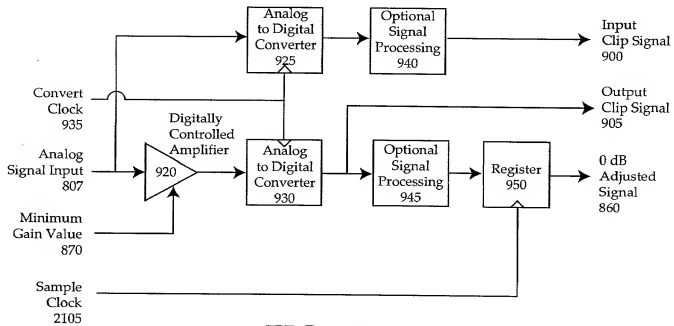 Analog
to Digital
Converter
925
Optional
Signal
Processing
940
Input
Clip Signal
900
Convert
Clock
935
Output
Clip Signal
905
Digitally
Controlled
Amplifier
Analog
Signal Input
807
920
Analog
to Digital
Converter
930
Optional
Signal
Processing
945
Register
950
0 dB
Adjusted
Signal
860
Minimum
Gain Value
870
Sample
Clock
2105